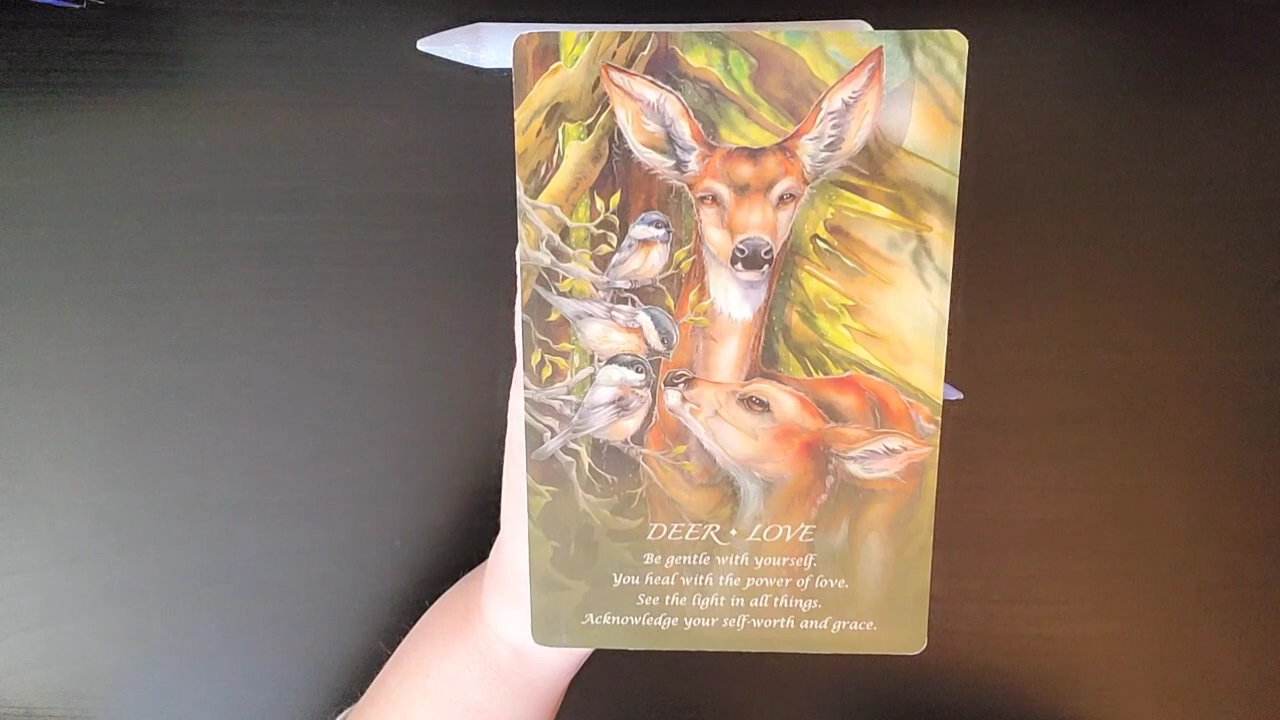 DEER • LOVE
Be gentle with yourself.
You heal with the power of love.
See the light in all things.
Acknowledge your self-worth and grace.